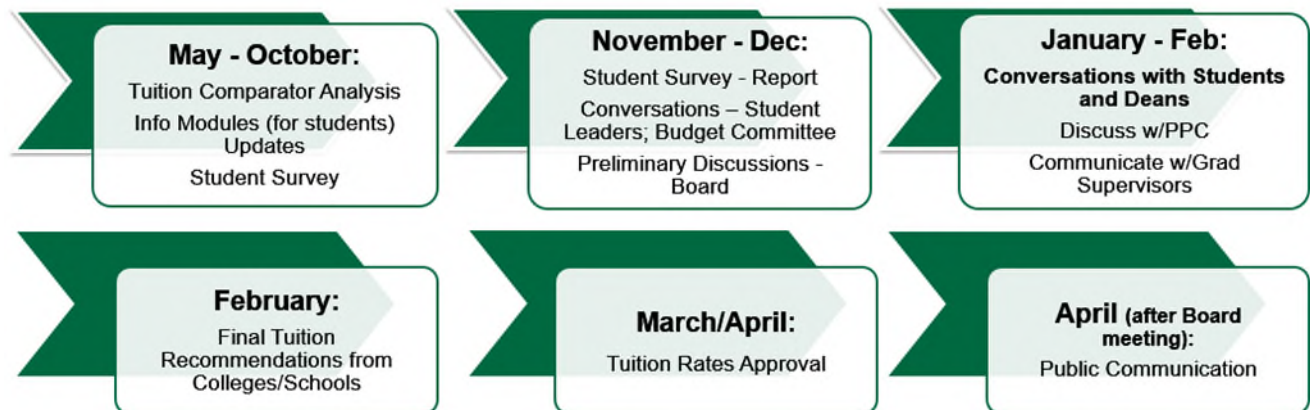 May - October:
Tuition Comparator Analysis
Info Modules (for students)
Updates
Student Survey
November - Dec:
Student Survey - Report
Conversations – Student
Leaders; Budget Committee
Preliminary Discussions -
Board
January - Feb:
Conversations with Students
and Deans
Discuss w/PPC
Communicate w/Grad
Supervisors
February:
Final Tuition
Recommendations from
Colleges/Schools
March/April:
Tuition Rates Approval
April (after Board
meeting):
Public Communication